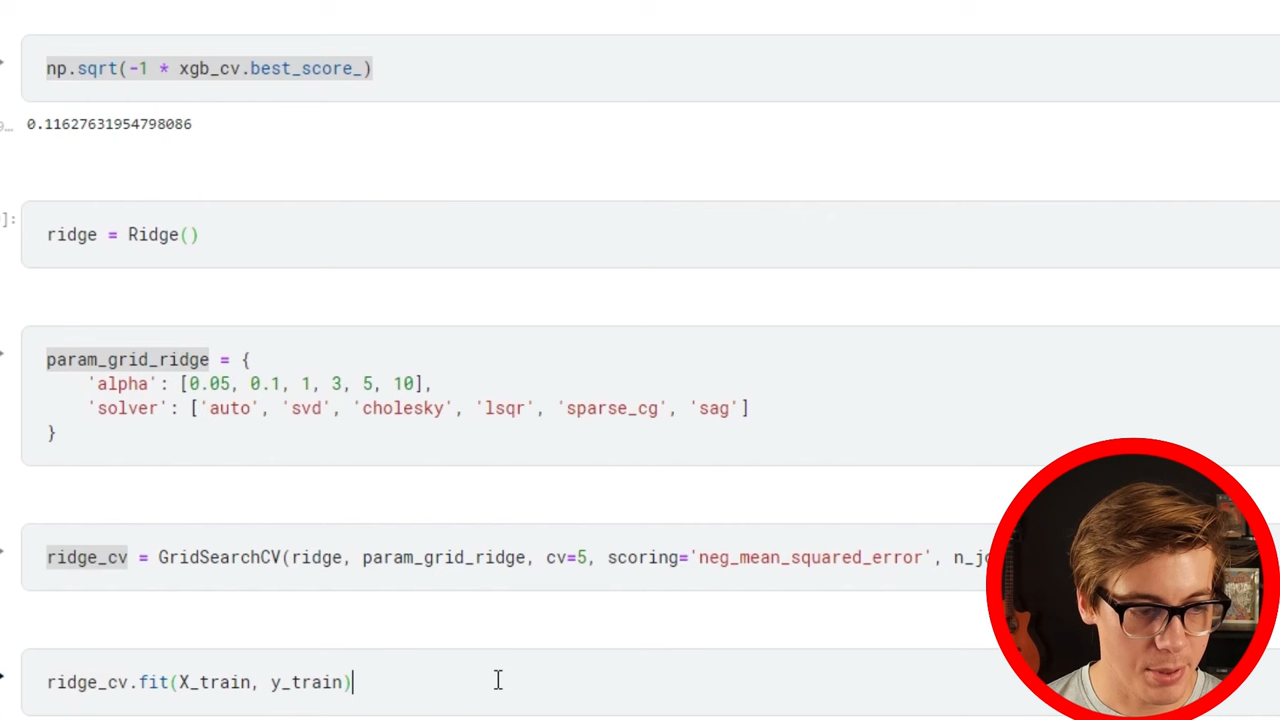 np.sqrt(-1 * xgb_cv.best_score_)
0.11627631954798086
]:
ridge = Ridge()
param_grid_ridge = {
'alpha': [0.05, 0.1, 1, 3, 5, 10],
'solver': ['auto', 'svd', 'cholesky', 'lsqr', 'sparse_cg', 'sag']
}
ridge_cv = GridSearchCV(ridge, param_grid_ridge, cv=5, scoring='neg_mean_squared_error',
ridge_cv.fit(X_train, y_train)